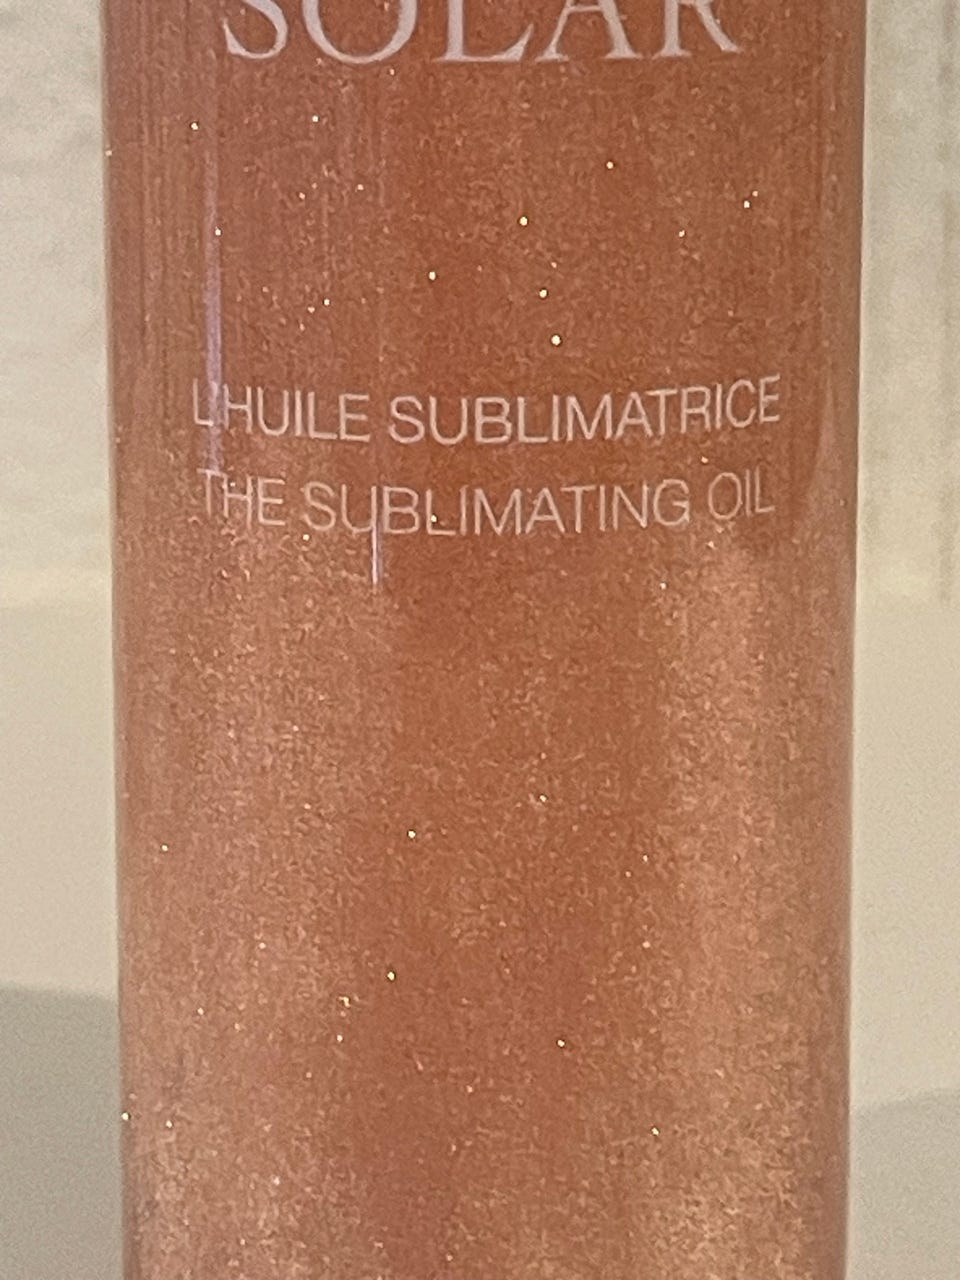 SOLAR
L'HUILE SUBLIMATRICE
THE SUBLIMATING OIL